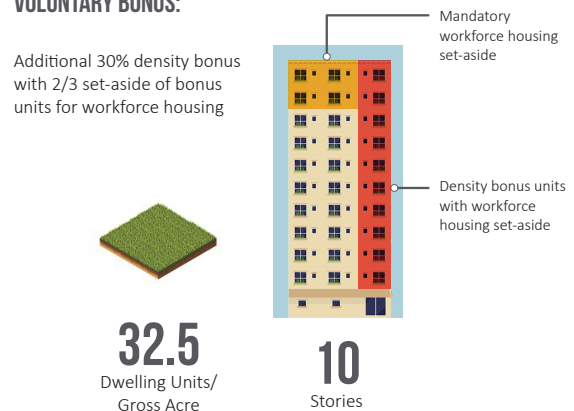 VOLUNTARY BONUS:
Additional 30% density bonus
with 2/3 set-aside of bonus
units for workforce housing
Mandatory
workforce housing
set-aside
Density bonus units
with workforce
housing set-aside
32.5
Dwelling Units/
Gross Acre
10
Stories